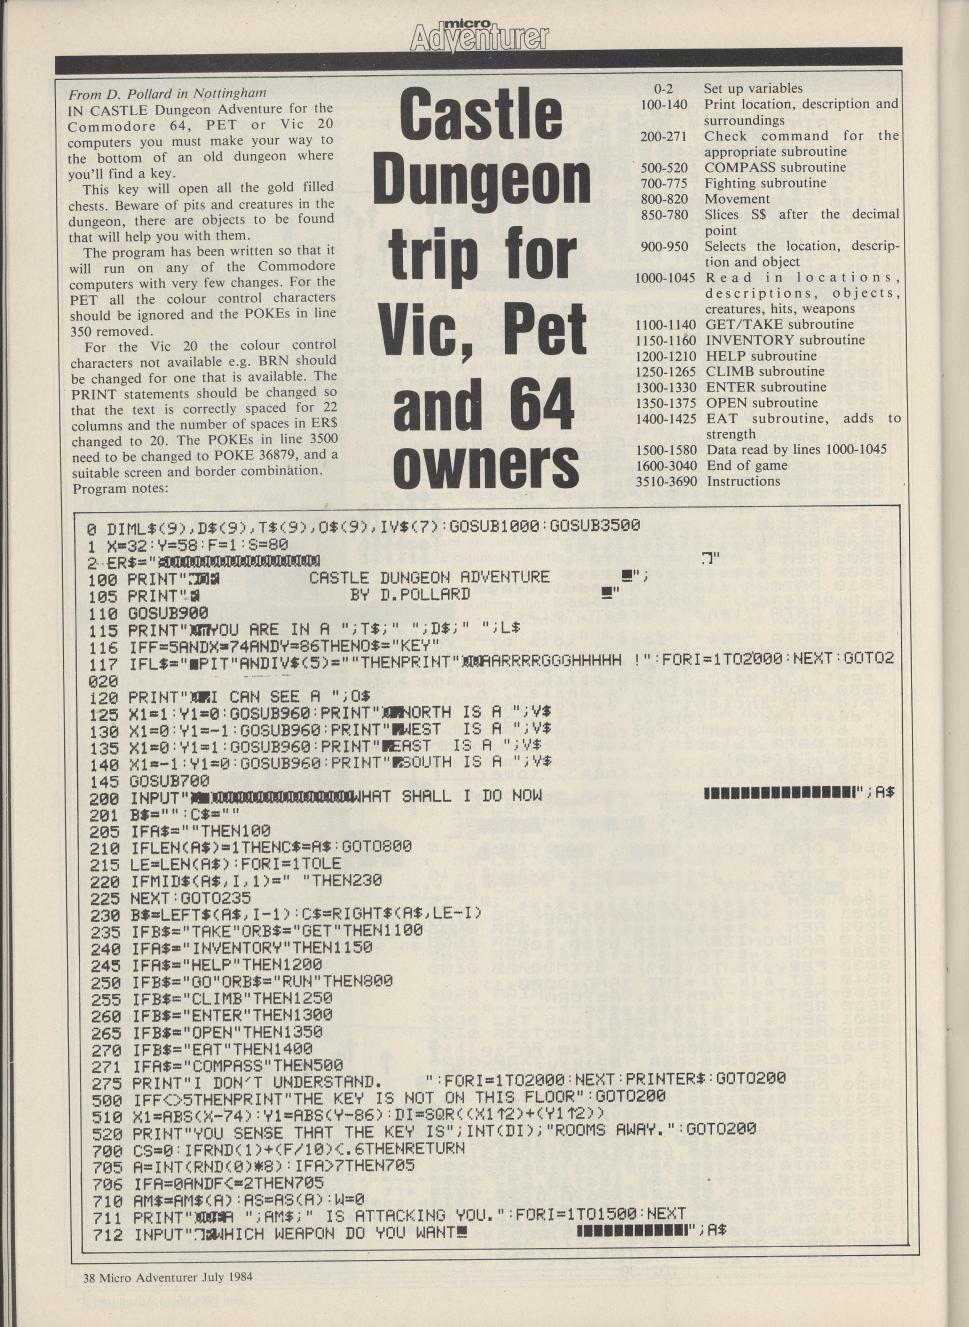 micro
Adventurer
From D. Pollard in Nottingham
IN CASTLE Dungeon Adventure for the
Commodore 64, PET or Vic 20
computers you must make your way to
the bottom of an old dungeon where
you'll find a key.
This key will open all the gold filled
chests. Beware of pits and creatures in the
dungeon, there are objects to be found
that will help you with them.
The program has been written so that it
will run on any of the Commodore
computers with very few changes. For the
PET all the colour control characters
should be ignored and the POKEs in line
350 removed.
For the Vic 20 the colour control
characters not available e.g. BRN should
be changed for one that is available. The
PRINT statements should be changed so
that the text is correctly spaced for 22
columns and the number of spaces in ER$
changed to 20. The POKEs in line 3500
need to be changed to POKE 36879, and a
suitable screen and border combination.
Program notes:
Castle
Dungeon
trip for
Vic, Pet
and 64
owners
0-2 Set up variables
100-140 Print location, description and
surroundings
200-271 Check command for the
appropriate subroutine
500-520 COMPASS subroutine
700-775 Fighting subroutine
800-820 Movement
850-780 Slices S$ after the decimal
point
900-950 Selects the location, descrip-
tion and object
1000-1045 Read in locations,
descriptions, objects,
creatures, hits, weapons
1100-1140 GET/TAKE subroutine
1150-1160 INVENTORY subroutine
1200-1210 HELP subroutine
1250-1265 CLIMB subroutine
1300-1330 ENTER subroutine
1350-1375 OPEN subroutine
1400-1425 EAT subroutine, adds to
strength
1500-1580 Data read by lines 1000-1045
1600-3040 End of game
3510-3690 Instructions
0 DIML$(9),D$(9),T$(9),O$(9),IV$(7):GOSUB1000:GOSUB3500
1 X=32:Y=58:F=1:S=80
2 ER$=" "
100 PRINT" CASTLE DUNGEON ADVENTURE ";
105 PRINT" BY D.POLLARD "
110 GOSUB900
115 PRINT"YOU ARE IN A ";T$;" ";D$;" ";L$
116 IFF=5ANDX=74ANDY=86THENO$="KEY"
117 IFL$="PIT"ANDIV$(5)=""THENPRINT"AARRRRGGGHHHHH !":FORI=1TO2000:NEXT:GOTO2
020
120 PRINT"I CAN SEE A ";O$
125 X1=1:Y1=0:GOSUB960:PRINT"NORTH IS A ";V$
130 X1=0:Y1=-1:GOSUB960:PRINT"WEST IS A ";V$
135 X1=0:Y1=1:GOSUB960:PRINT"EAST IS A ";V$
140 X1=-1:Y1=0:GOSUB960:PRINT"SOUTH IS A ";V$
145 GOSUB700
200 INPUT"WHAT SHALL I DO NOW ";A$
201 B$="":C$=""
205 IFA$=""THEN100
210 IFLEN(A$)=1THENC$=A$:GOTO800
215 LE=LEN(A$):FORI=1TOLE
220 IFMID$(A$,I,1)=" "THEN230
225 NEXT:GOTO235
230 B$=LEFT$(A$,I-1):C$=RIGHT$(A$,LE-I)
235 IFB$="TAKE"ORB$="GET"THEN1100
240 IFA$="INVENTORY"THEN1150
245 IFA$="HELP"THEN1200
250 IFB$="GO"ORB$="RUN"THEN800
255 IFB$="CLIMB"THEN1250
260 IFB$="ENTER"THEN1300
265 IFB$="OPEN"THEN1350
270 IFB$="EAT"THEN1400
271 IFA$="COMPASS"THEN500
275 PRINT"I DON'T UNDERSTAND. ":FORI=1TO2000:NEXT:PRINTER$:GOTO200
500 IFF<>5THENPRINT"THE KEY IS NOT ON THIS FLOOR":GOTO200
510 X1=ABS(X-74):Y1=ABS(Y-86):DI=SQR((X1↑2)+(Y1↑2))
520 PRINT"YOU SENSE THAT THE KEY IS";INT(DI);"ROOMS AWAY.":GOTO200
700 CS=0:IFRND(1)+(F/10)<.6THENRETURN
705 A=INT(RND(0)*8):IFA>7THEN705
706 IFA=0ANDF<=2THEN705
710 AM$=AM$(A):AS=AS(A):W=0
711 PRINT"A ";AM$;" IS ATTACKING YOU.":FORI=1TO1500:NEXT
712 INPUT"WHICH WEAPON DO YOU WANT ";A$
38 Micro Adventurer July 1984